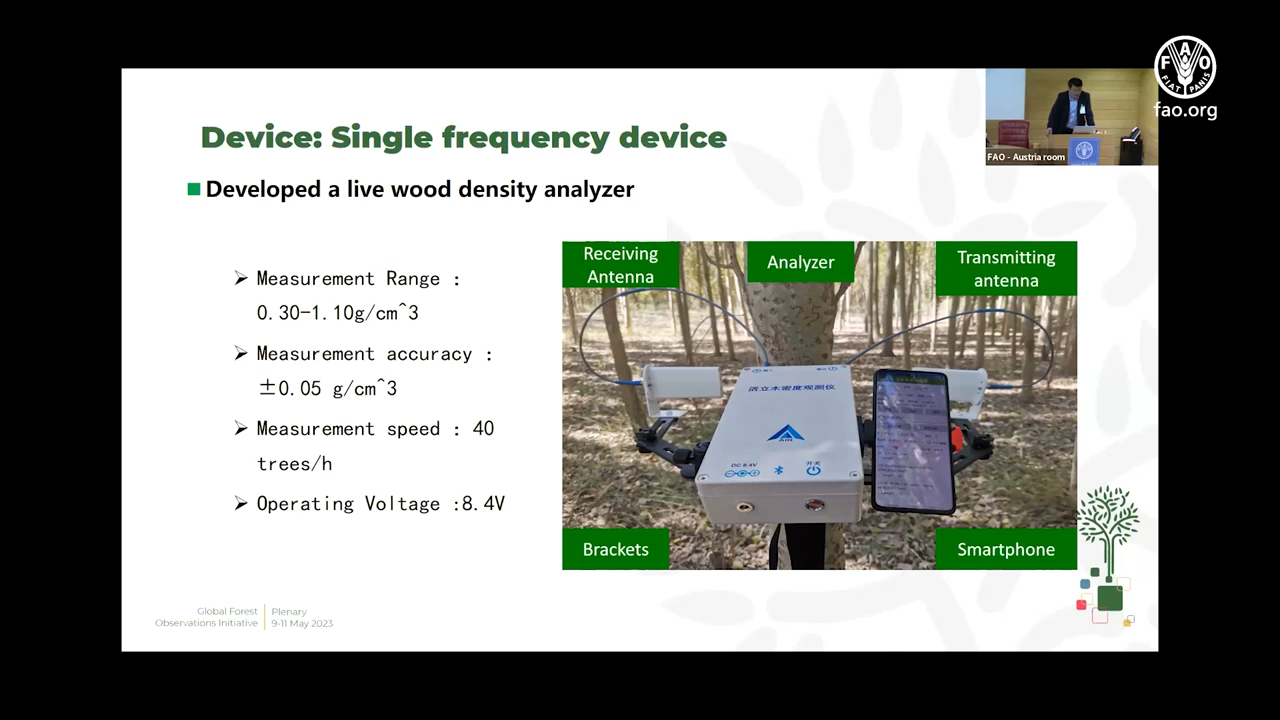 FAO
FIAT PANIS
fao.org
FAO - Austria room
Device: Single frequency device
Developed a live wood density analyzer
Measurement Range :
0.30-1.10g/cm^3
Measurement accuracy :
±0.05 g/cm^3
Measurement speed : 40
trees/h
Operating Voltage :8.4V
Receiving
Antenna
Analyzer
Transmitting
antenna
活立木密度观测仪
DC 8.4V
开关
Brackets
Smartphone
Global Forest
Observations Initiative
Plenary
9-11 May 2023